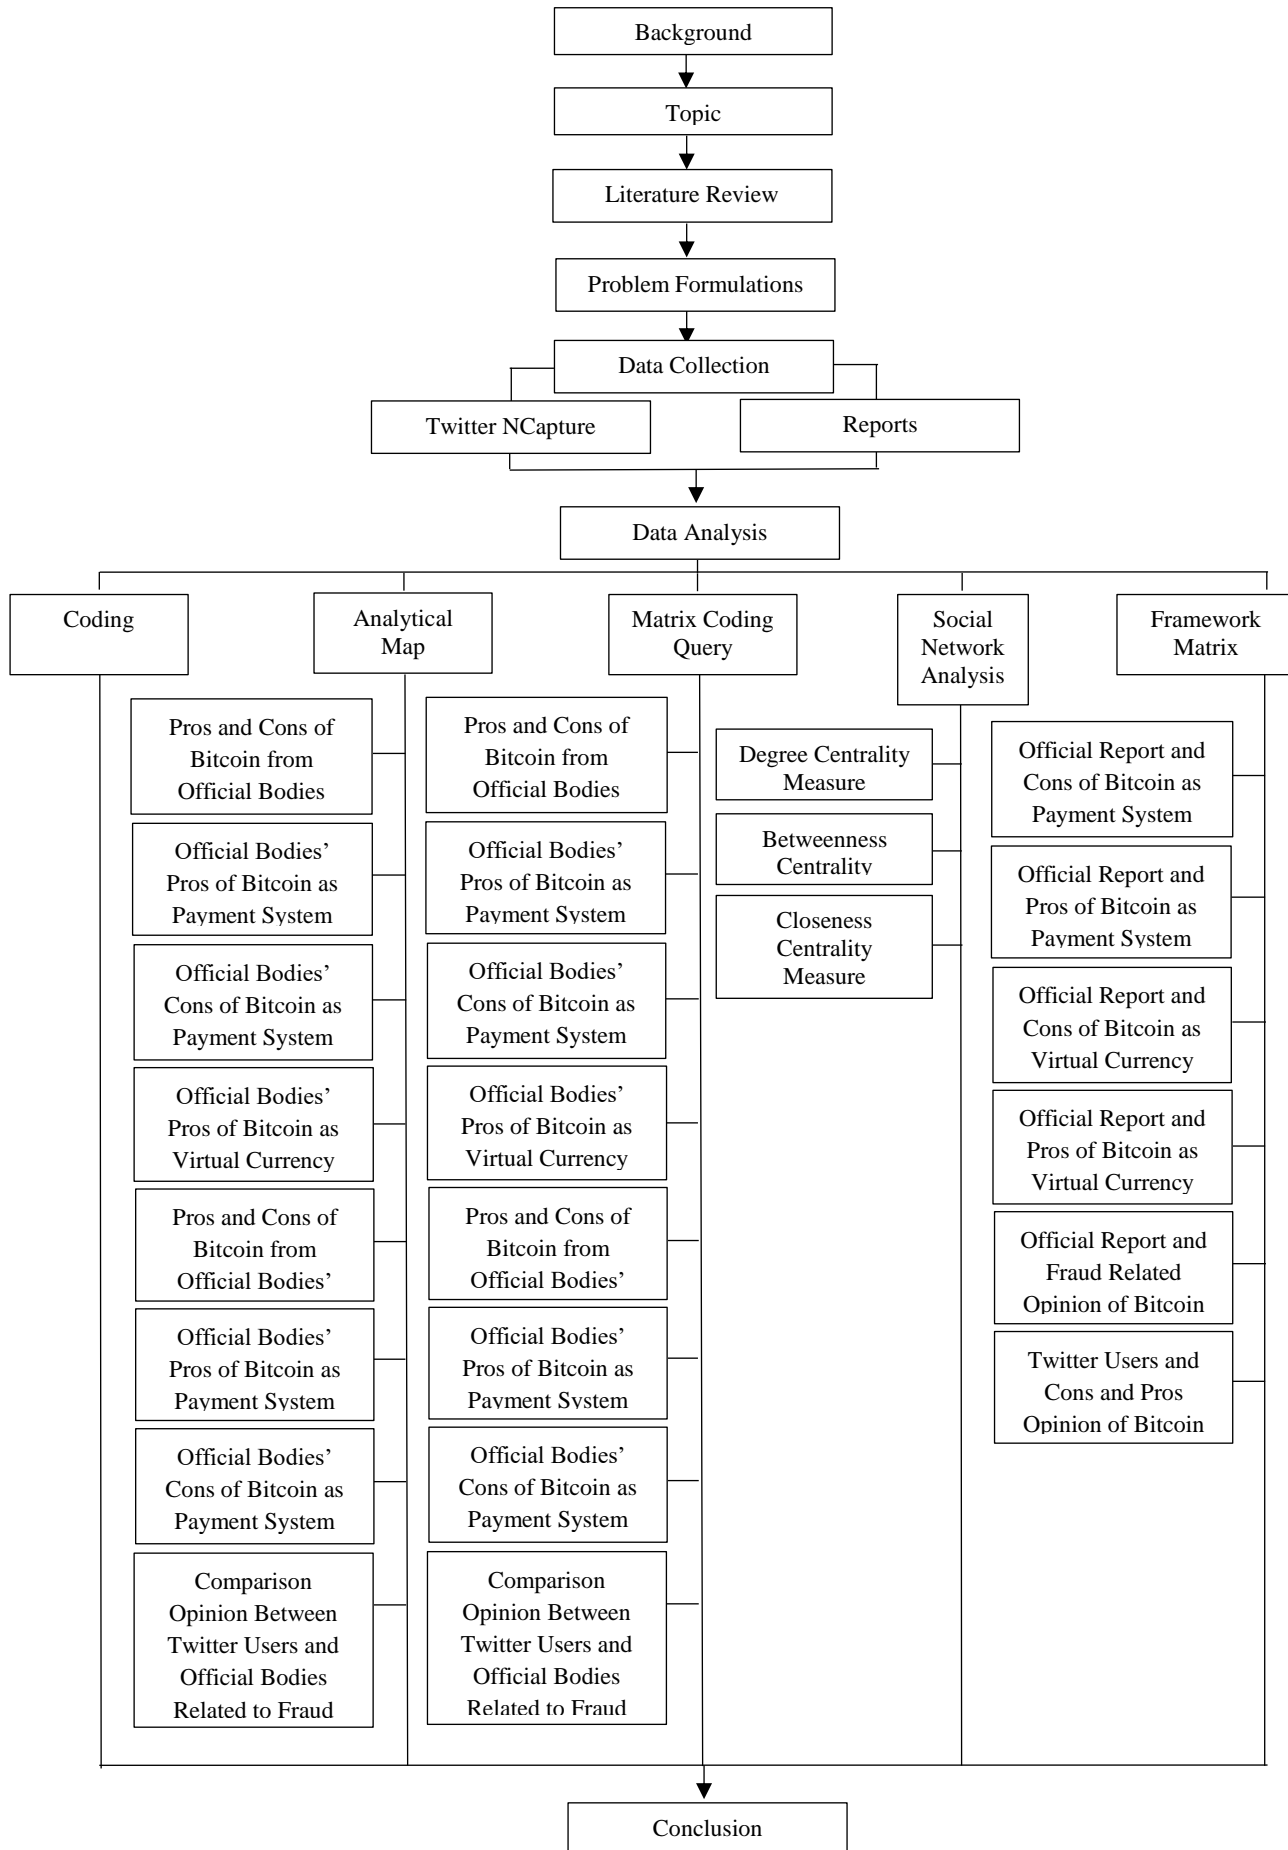 Background
Topic
Literature Review
Problem Formulations
Data Collection
Twitter NCapture
Reports
Data Analysis
Coding
Analytical
Map
Matrix Coding
Query
Social
Network
Analysis
Framework
Matrix
Pros and Cons of
Bitcoin from
Official Bodies
Official Bodies’
Pros of Bitcoin as
Payment System
Official Bodies’
Cons of Bitcoin as
Payment System
Official Bodies’
Pros of Bitcoin as
Virtual Currency
Pros and Cons of
Bitcoin from
Official Bodies’
Official Bodies’
Pros of Bitcoin as
Payment System
Official Bodies’
Cons of Bitcoin as
Payment System
Comparison
Opinion Between
Twitter Users and
Official Bodies
Related to Fraud
Pros and Cons of
Bitcoin from
Official Bodies
Official Bodies’
Pros of Bitcoin as
Payment System
Official Bodies’
Cons of Bitcoin as
Payment System
Official Bodies’
Pros of Bitcoin as
Virtual Currency
Pros and Cons of
Bitcoin from
Official Bodies’
Official Bodies’
Pros of Bitcoin as
Payment System
Official Bodies’
Cons of Bitcoin as
Payment System
Comparison
Opinion Between
Twitter Users and
Official Bodies
Related to Fraud
Degree Centrality
Measure
Betweenness
Centrality
Closeness
Centrality
Measure
Official Report and
Cons of Bitcoin as
Payment System
Official Report and
Pros of Bitcoin as
Payment System
Official Report and
Cons of Bitcoin as
Virtual Currency
Official Report and
Pros of Bitcoin as
Virtual Currency
Official Report and
Fraud Related
Opinion of Bitcoin
Twitter Users and
Cons and Pros
Opinion of Bitcoin
Conclusion